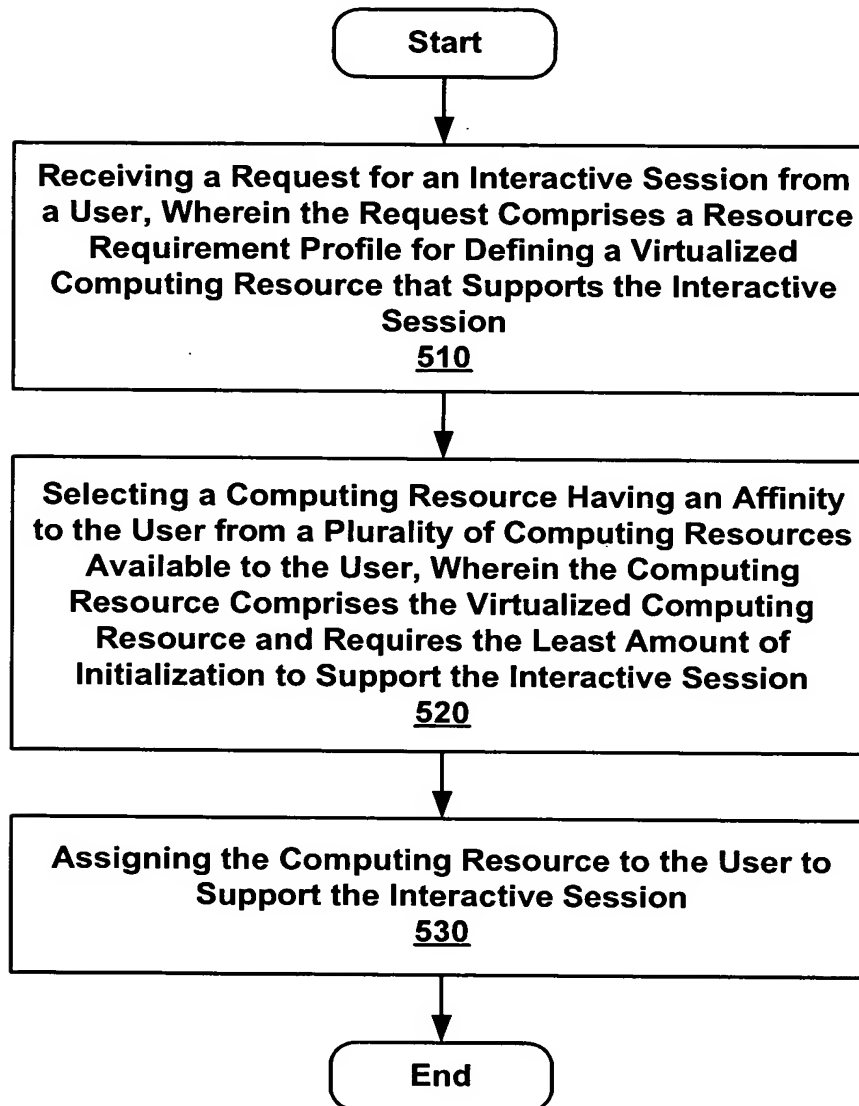 Start
Receiving a Request for an Interactive Session from
a User, Wherein the Request Comprises a Resource
Requirement Profile for Defining a Virtualized
Computing Resource that Supports the Interactive
Session
510
Selecting a Computing Resource Having an Affinity
to the User from a Plurality of Computing Resources
Available to the User, Wherein the Computing
Resource Comprises the Virtualized Computing
Resource and Requires the Least Amount of
Initialization to Support the Interactive Session
520
Assigning the Computing Resource to the User to
Support the Interactive Session
530
End